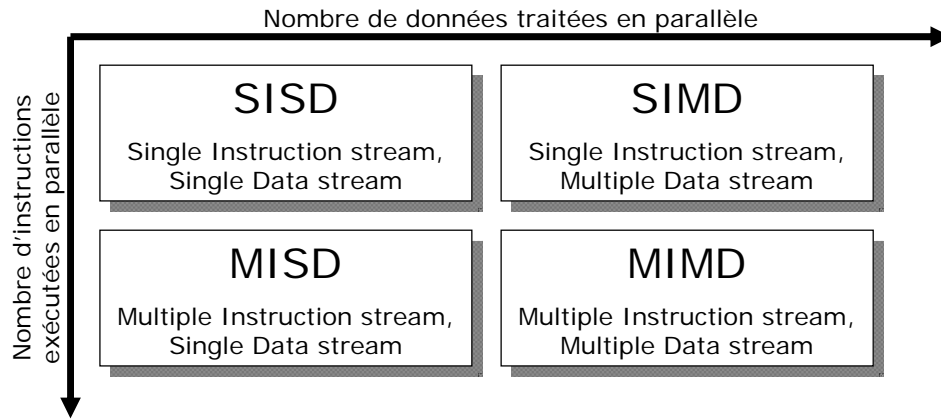 Nombre de données traitées en parallèle
Nombre d'instructions
exécutées en parallèle
SISD
Single Instruction stream,
Single Data stream
SIMD
Single Instruction stream,
Multiple Data stream
MISD
Multiple Instruction stream,
Single Data stream
MIMD
Multiple Instruction stream,
Multiple Data stream